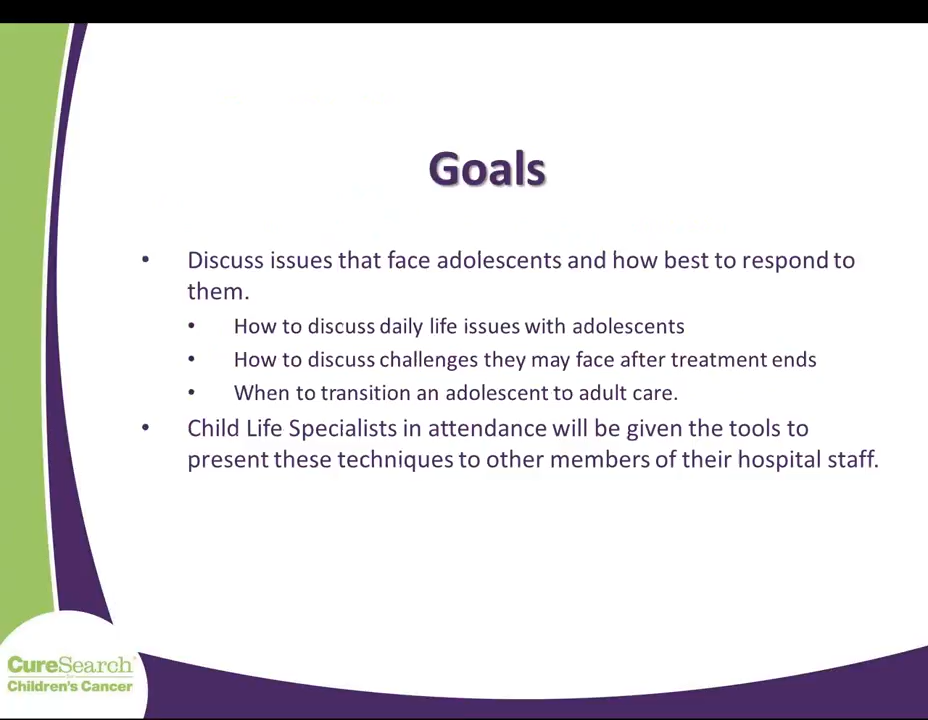 Goals
• Discuss issues that face adolescents and how best to respond to
them.
• How to discuss daily life issues with adolescents
• How to discuss challenges they may face after treatment ends
• When to transition an adolescent to adult care.
• Child Life Specialists in attendance will be given the tools to
present these techniques to other members of their hospital staff.
CureSearch
for
Children's Cancer